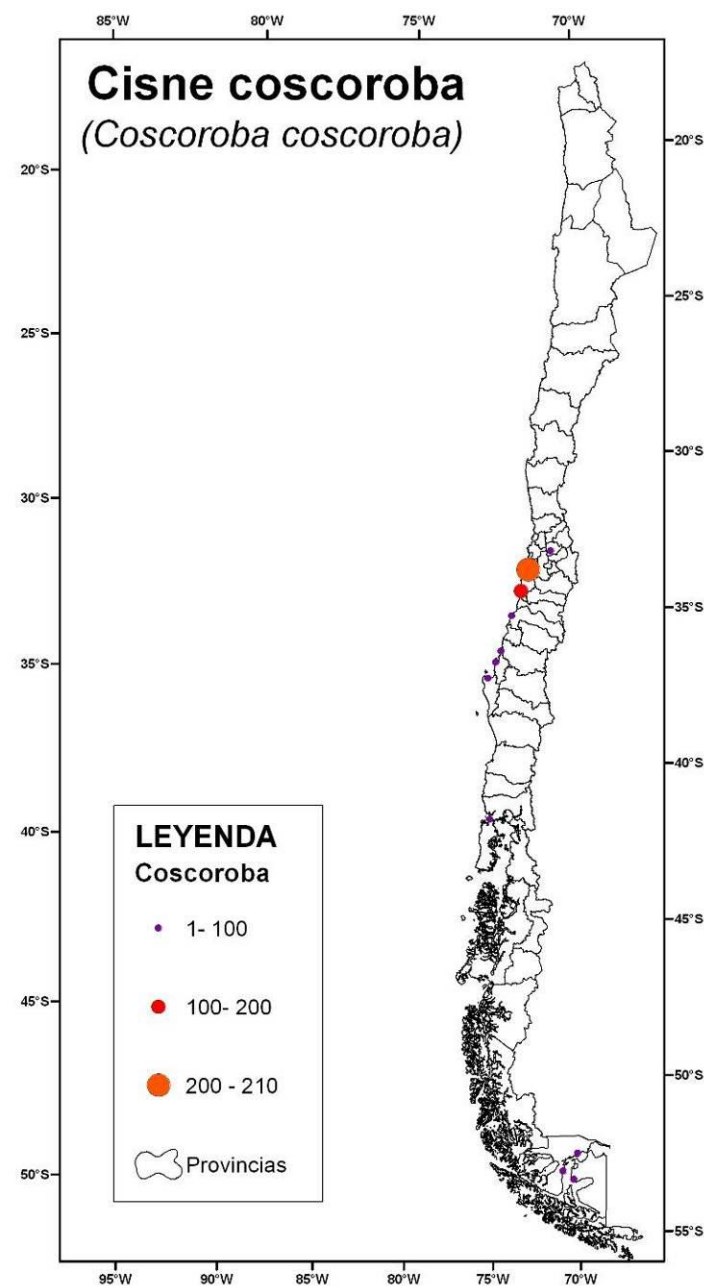 85°W 80°W 75°W 70°W
Cisne coscoroba
(Coscoroba coscoroba)
20°S
20°S
25°S
25°S
30°S
30°S
35°S
35°S
40°S
40°S
45°S
45°S
50°S
50°S
55°S
LEYENDA
Coscoroba
1- 100
100- 200
200 - 210
Provincias
95°W 90°W 85°W 80°W 75°W 70°W